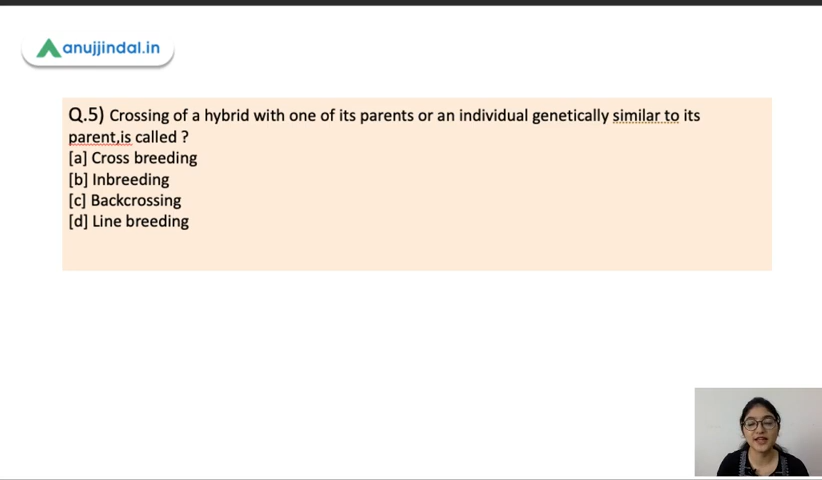 anujjindal.in
Q.5) Crossing of a hybrid with one of its parents or an individual genetically similar to its
parent,is called ?
[a] Cross breeding
[b] Inbreeding
[c] Backcrossing
[d] Line breeding